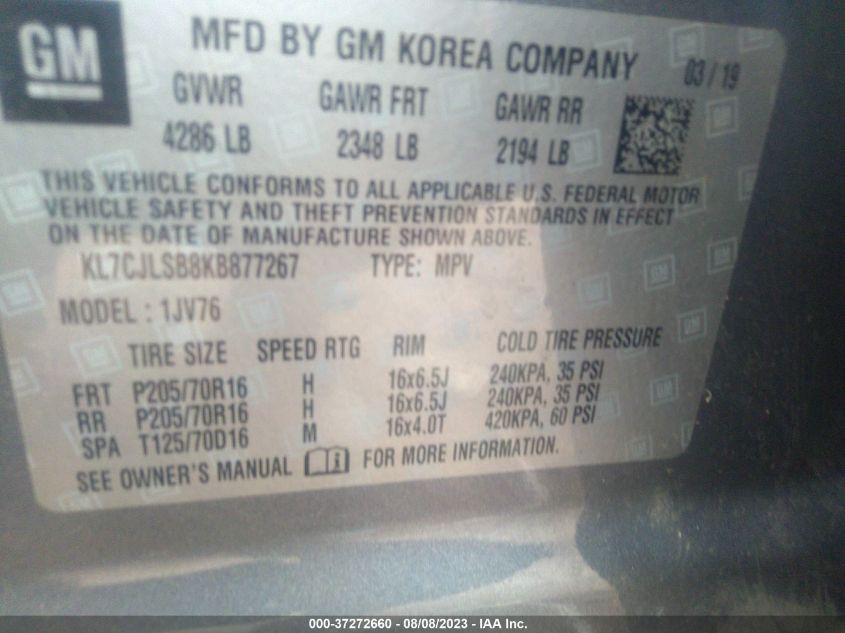 GM
MFD BY GM KOREA COMPANY 03/19
GVWR GAWR FRT GAWR RR
4286 LB 2348 LB 2194 LB
THIS VEHICLE CONFORMS TO ALL APPLICABLE U.S. FEDERAL MOTOR
VEHICLE SAFETY AND THEFT PREVENTION STANDARDS IN EFFECT
ON THE DATE OF MANUFACTURE SHOWN ABOVE.
KL7CJLSB8KB877267 TYPE: MPV
MODEL: 1JV76
TIRE SIZE SPEED RTG RIM COLD TIRE PRESSURE
FRT P205/70R16 H 16x6.5J 240KPA, 35 PSI
RR P205/70R16 H 16x6.5J 240KPA, 35 PSI
SPA T125/70D16 M 16x4.0T 420KPA, 60 PSI
SEE OWNER'S MANUAL FOR MORE INFORMATION.
000-37272660 - 08/08/2023 - IAA Inc.